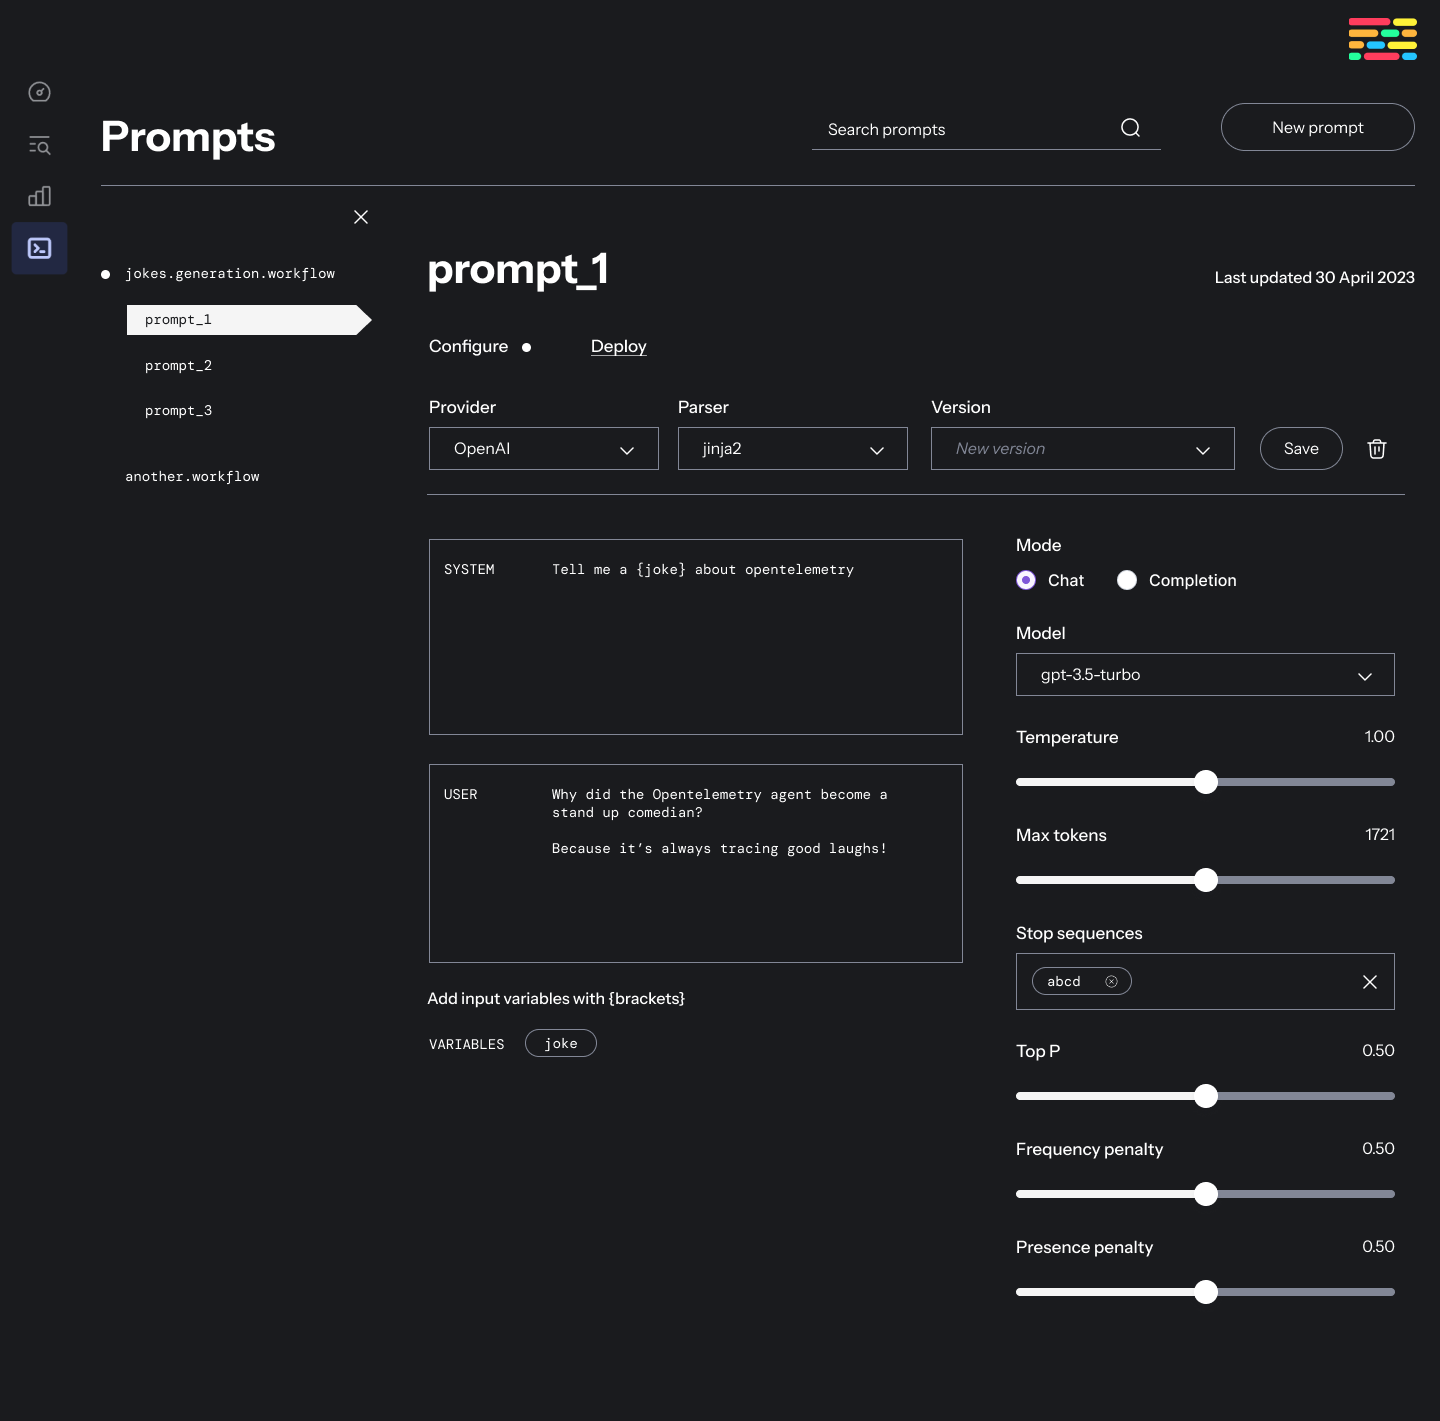 Prompts
Search prompts
New prompt
jokes.generation.workflow
prompt_1
prompt_2
prompt_3
another.workflow
prompt_1
Last updated 30 April 2023
Configure
Deploy
Provider
Parser
Version
OpenAI
jinja2
New version
Save
SYSTEM Tell me a {joke} about opentelemetry
USER Why did the Opentelemetry agent become a
stand up comedian?
Because it’s always tracing good laughs!
Add input variables with {brackets}
VARIABLES joke
Mode
Chat Completion
Model
gpt-3.5-turbo
Temperature 1.00
Max tokens 1721
Stop sequences
abcd
Top P 0.50
Frequency penalty 0.50
Presence penalty 0.50